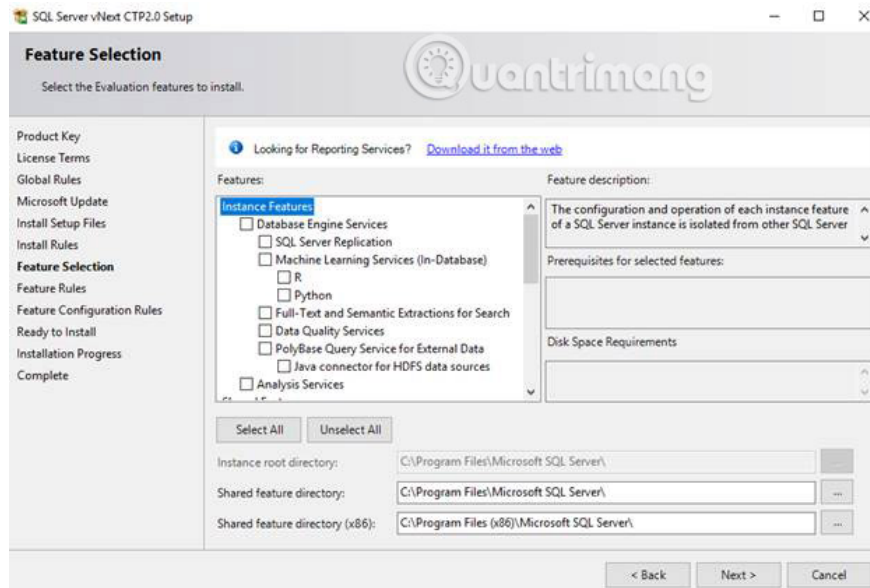 SQL Server vNext CTP2.0 Setup
Feature Selection
Select the Evaluation features to install.
Quantrimang
Product Key
License Terms
Global Rules
Microsoft Update
Install Setup Files
Install Rules
Feature Selection
Feature Rules
Feature Configuration Rules
Ready to Install
Installation Progress
Complete
Looking for Reporting Services? Download it from the web
Features:
Instance Features
Database Engine Services
SQL Server Replication
Machine Learning Services (In-Database)
R
Python
Full-Text and Semantic Extractions for Search
Data Quality Services
PolyBase Query Service for External Data
Java connector for HDFS data sources
Analysis Services
Feature description:
The configuration and operation of each instance feature
of a SQL Server instance is isolated from other SQL Server
Prerequisites for selected features:
Disk Space Requirements
Select All
Unselect All
Instance root directory: C:\Program Files\Microsoft SQL Server\ ...
Shared feature directory: C:\Program Files\Microsoft SQL Server\ ...
Shared feature directory (x86): C:\Program Files (x86)\Microsoft SQL Server\ ...
< Back
Next >
Cancel